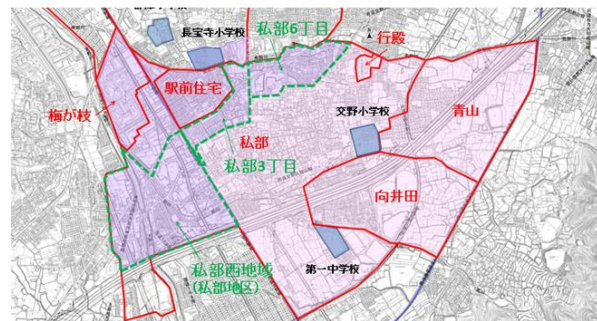 長宝寺小学校
私部6丁目
行殿
駅前住宅
梅が枝
交野小学校
青山
私部
私部3丁目
向井田
第一中学校
私部西地域
(私部地区)